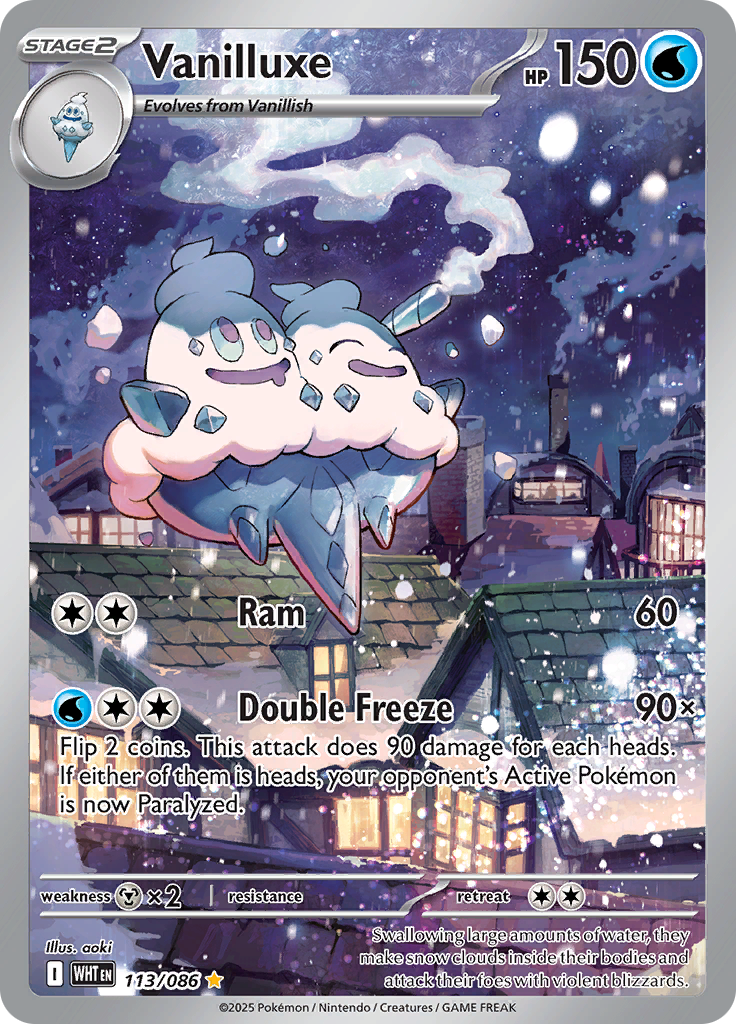 STAGE2
Vanilluxe
HP 150
Evolves from Vanillish
Ram 60
Double Freeze 90×
Flip 2 coins. This attack does 90 damage for each heads.
If either of them is heads, your opponent's Active Pokémon
is now Paralyzed.
weakness ×2 resistance retreat
Illus. aoki
Swallowing large amounts of water, they
make snow clouds inside their bodies and
attack their foes with violent blizzards.
I WHT EN 113/086
©2025 Pokémon / Nintendo / Creatures / GAME FREAK